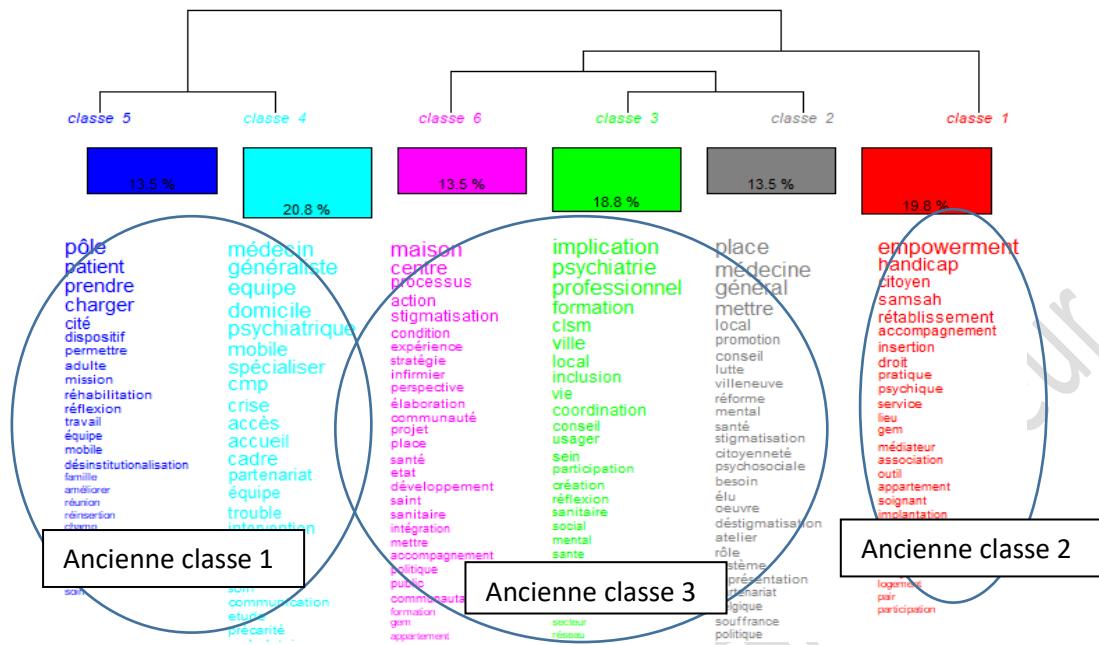 classe 5
classe 4
classe 6
classe 3
classe 2
classe 1
13.5 %
20.8 %
13.5 %
18.8 %
13.5 %
19.8 %
pôle
patient
prendre
charger
cité
dispositif
permettre
adulte
mission
réhabilitation
réflexion
travail
équipe
mobile
désinstitutionalisation
famille
améliorer
réunion
réinsertion
champ
soin
médecin
généraliste
equipe
domicile
psychiatrique
mobile
spécialiser
cmp
crise
accès
accueil
cadre
partenariat
équipe
trouble
intervention
soin
communication
etude
précarité
maison
centre
processus
action
stigmatisation
condition
expérience
stratégie
infirmier
perspective
élaboration
communauté
projet
place
santé
etat
développement
saint
sanitaire
intégration
mettre
accompagnement
politique
public
formation
gem
appartement
implication
psychiatrie
professionnel
formation
clsm
ville
local
inclusion
vie
coordination
conseil
usager
sein
participation
création
réflexion
sanitaire
social
mental
sante
secteur
réseau
place
médecine
général
mettre
local
promotion
conseil
lutte
villeneuve
réforme
mental
santé
stigmatisation
citoyenneté
psychosociale
besoin
élu
oeuvre
déstigmatisation
atelier
rôle
souffrance
politique
empowerment
handicap
citoyen
samsah
rétablissement
accompagnement
insertion
droit
pratique
psychique
service
lieu
gem
médiateur
association
outil
appartement
soignant
implantation
logement
pair
participation
Ancienne classe 1
Ancienne classe 3
Ancienne classe 2